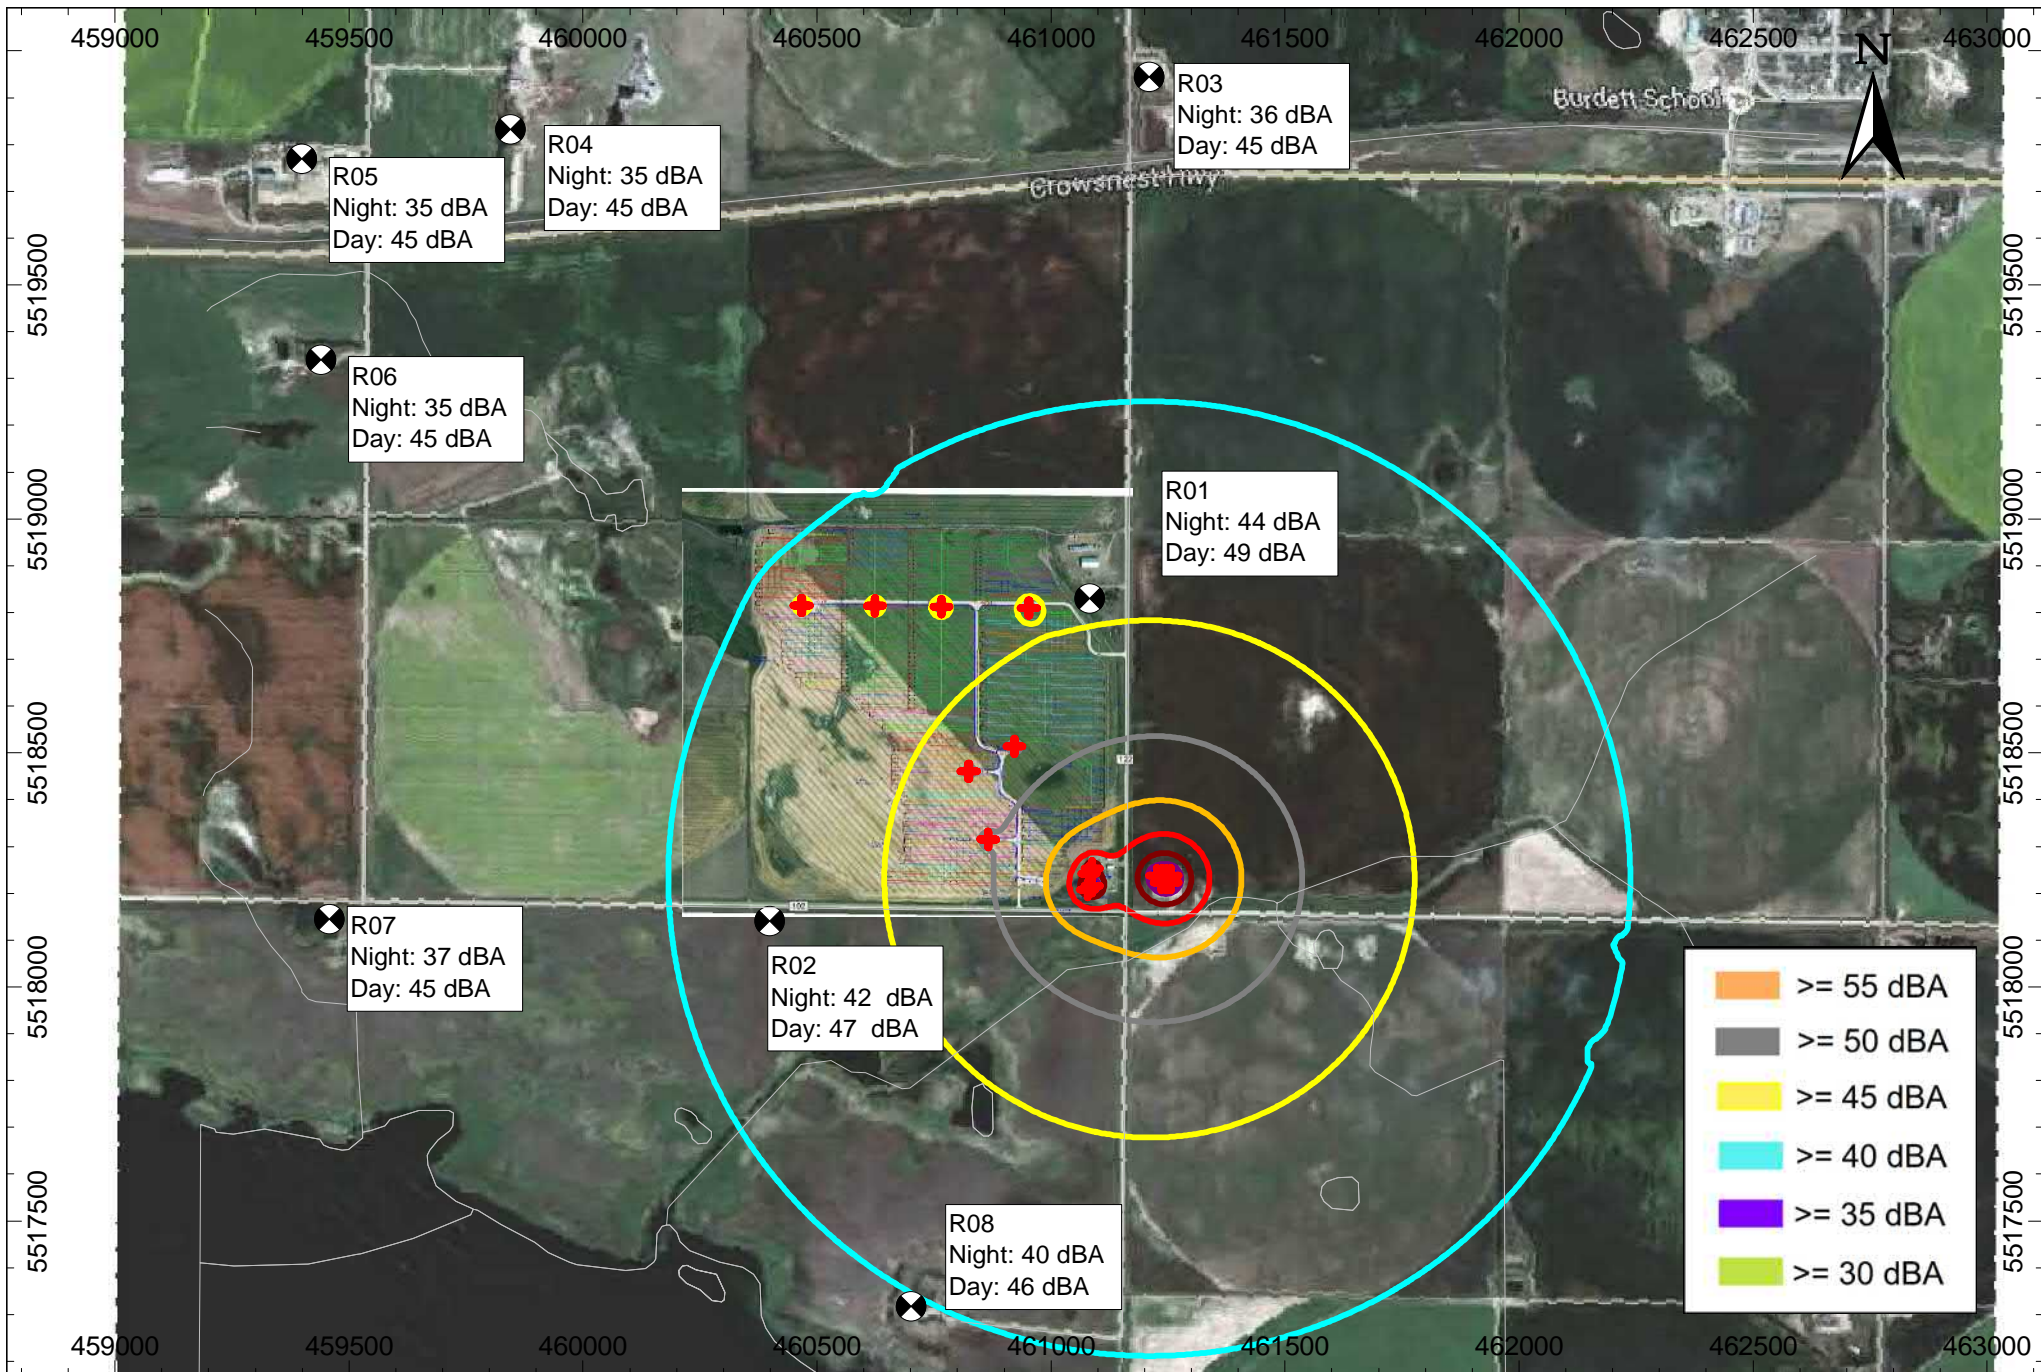 459000 459500 460000 460500 461000 461500 462000 462500 463000
N
R03
Night: 36 dBA
Day: 45 dBA
Burdett School
R04
Night: 35 dBA
Day: 45 dBA
R05
Night: 35 dBA
Day: 45 dBA
Crowsnest Hwy
5519500
5519500
R06
Night: 35 dBA
Day: 45 dBA
R01
Night: 44 dBA
Day: 49 dBA
5519000
5519000
5518500
5518500
122
102
R07
Night: 37 dBA
Day: 45 dBA
R02
Night: 42 dBA
Day: 47 dBA
5518000
5518000
>= 55 dBA
>= 50 dBA
>= 45 dBA
>= 40 dBA
>= 35 dBA
>= 30 dBA
5517500
5517500
R08
Night: 40 dBA
Day: 46 dBA
459000 459500 460000 460500 461000 461500 462000 462500 463000